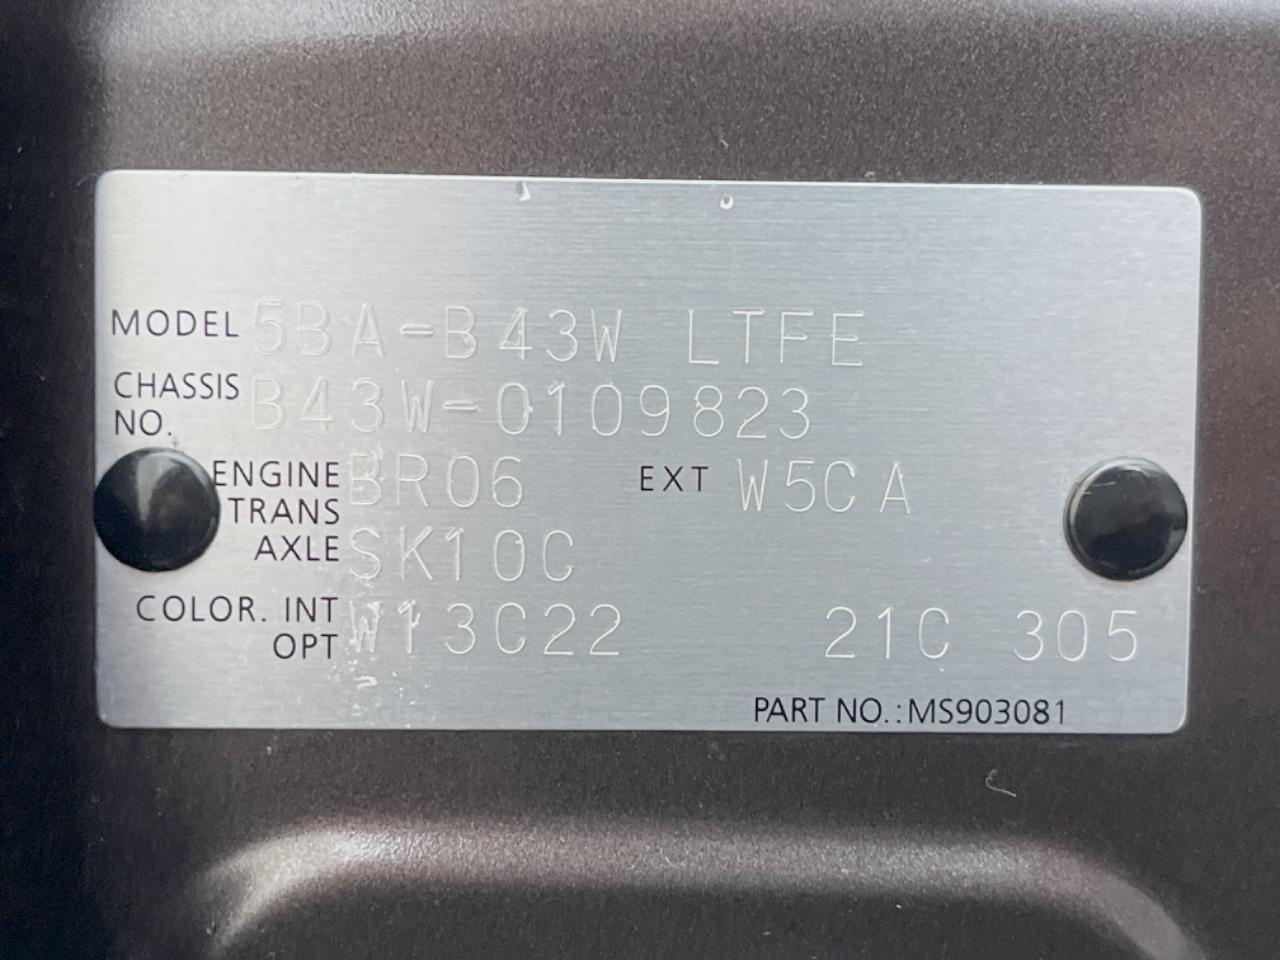 MODEL 5BA-B43W LTFE
CHASSIS NO. B43W-0109823
ENGINE BR06 EXT W5CA
TRANS AXLE SK10C
COLOR. INT OPT W13C22 21C 305
PART NO.:MS903081